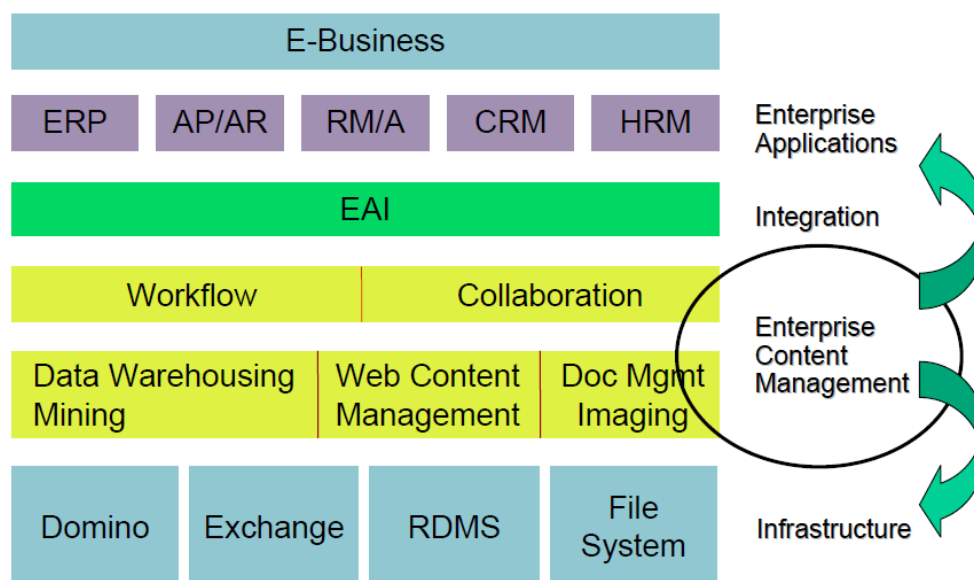 E-Business
ERP
AP/AR
RM/A
CRM
HRM
Enterprise
Applications
EAI
Integration
Workflow
Collaboration
Enterprise
Content
Management
Data Warehousing
Mining
Web Content
Management
Doc Mgmt
Imaging
Domino
Exchange
RDMS
File
System
Infrastructure